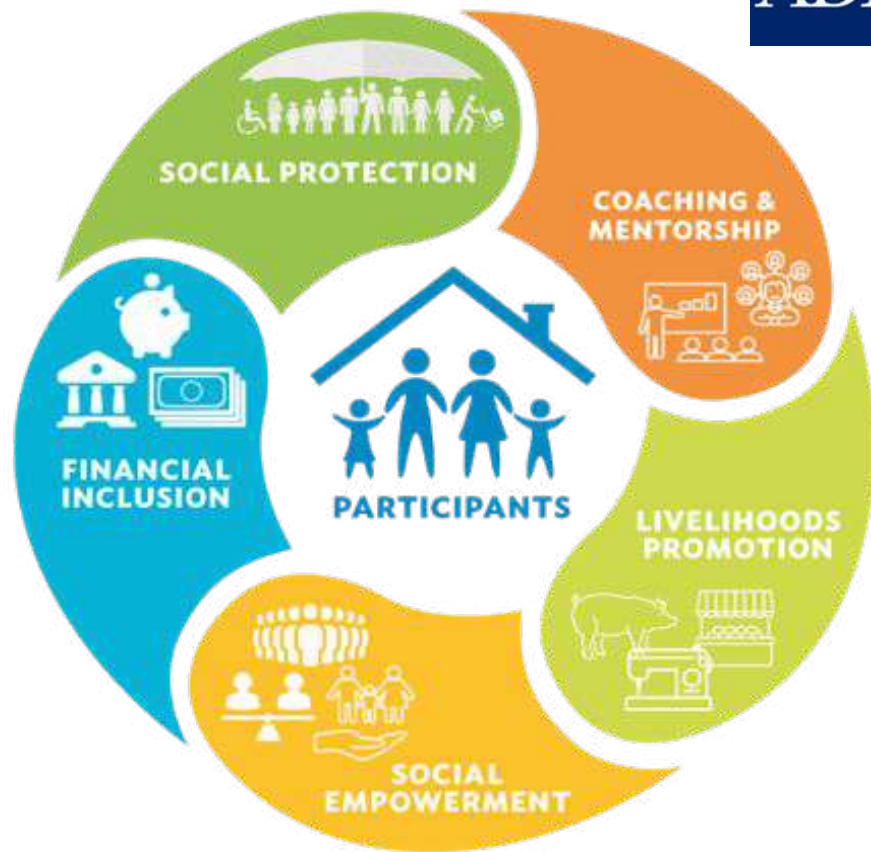 SOCIAL PROTECTION
COACHING &
MENTORSHIP
FINANCIAL
INCLUSION
PARTICIPANTS
LIVELIHOODS
PROMOTION
SOCIAL
EMPOWERMENT